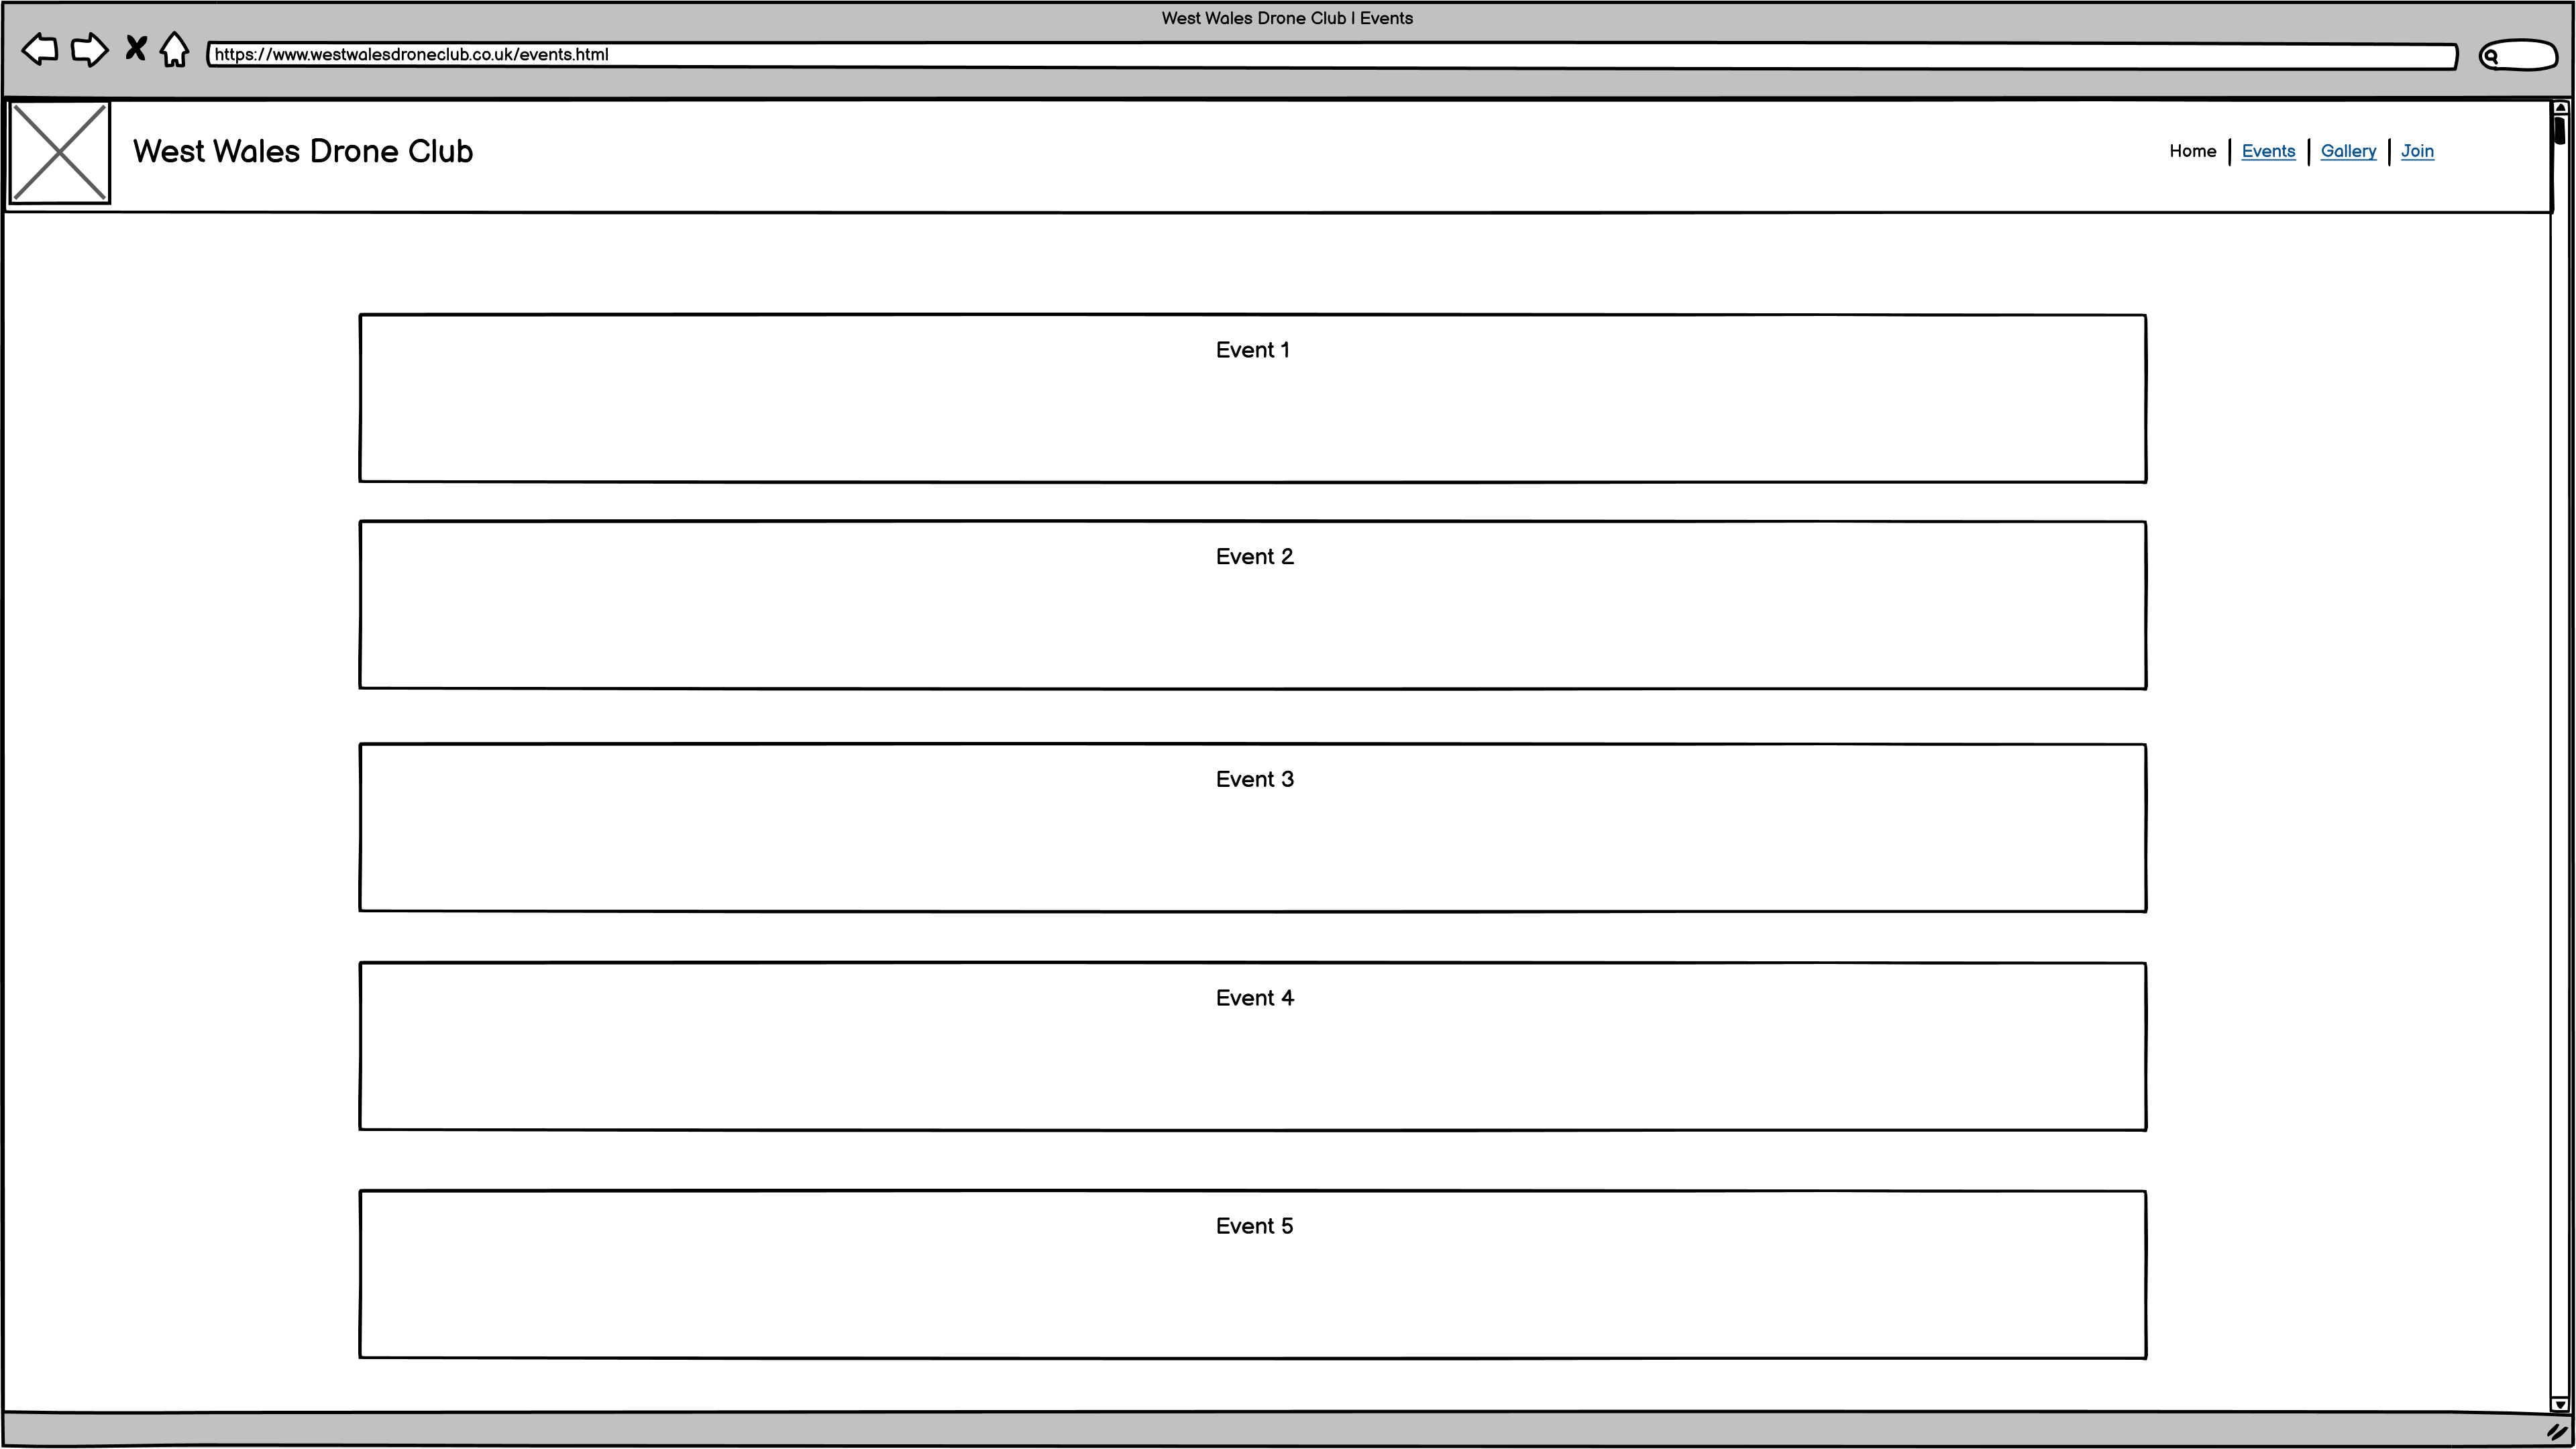 West Wales Drone Club | Events
https://www.westwalesdroneclub.co.uk/events.html
West Wales Drone Club
Home | Events | Gallery | Join
Event 1
Event 2
Event 3
Event 4
Event 5